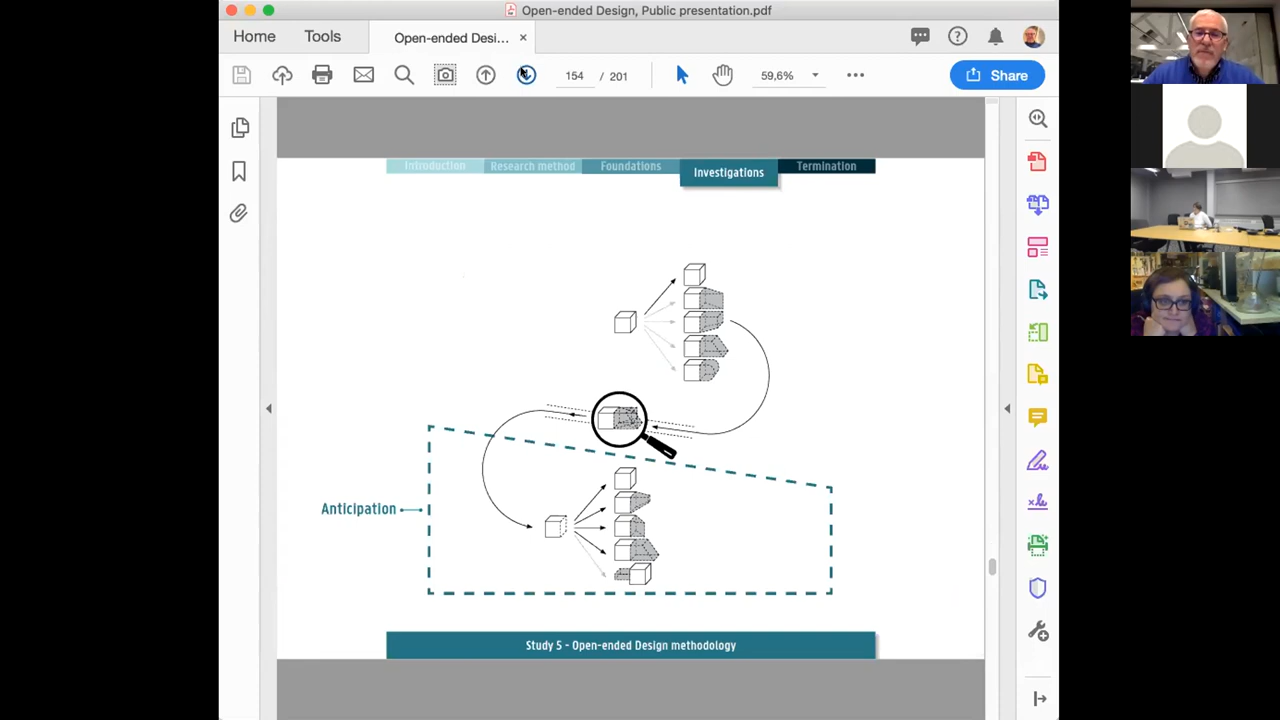 Open-ended Design, Public presentation.pdf
Home
Tools
Open-ended Desi...
×
154 / 201
59,6%
Share
Introduction
Research method
Foundations
Investigations
Termination
Anticipation
Study 5 - Open-ended Design methodology